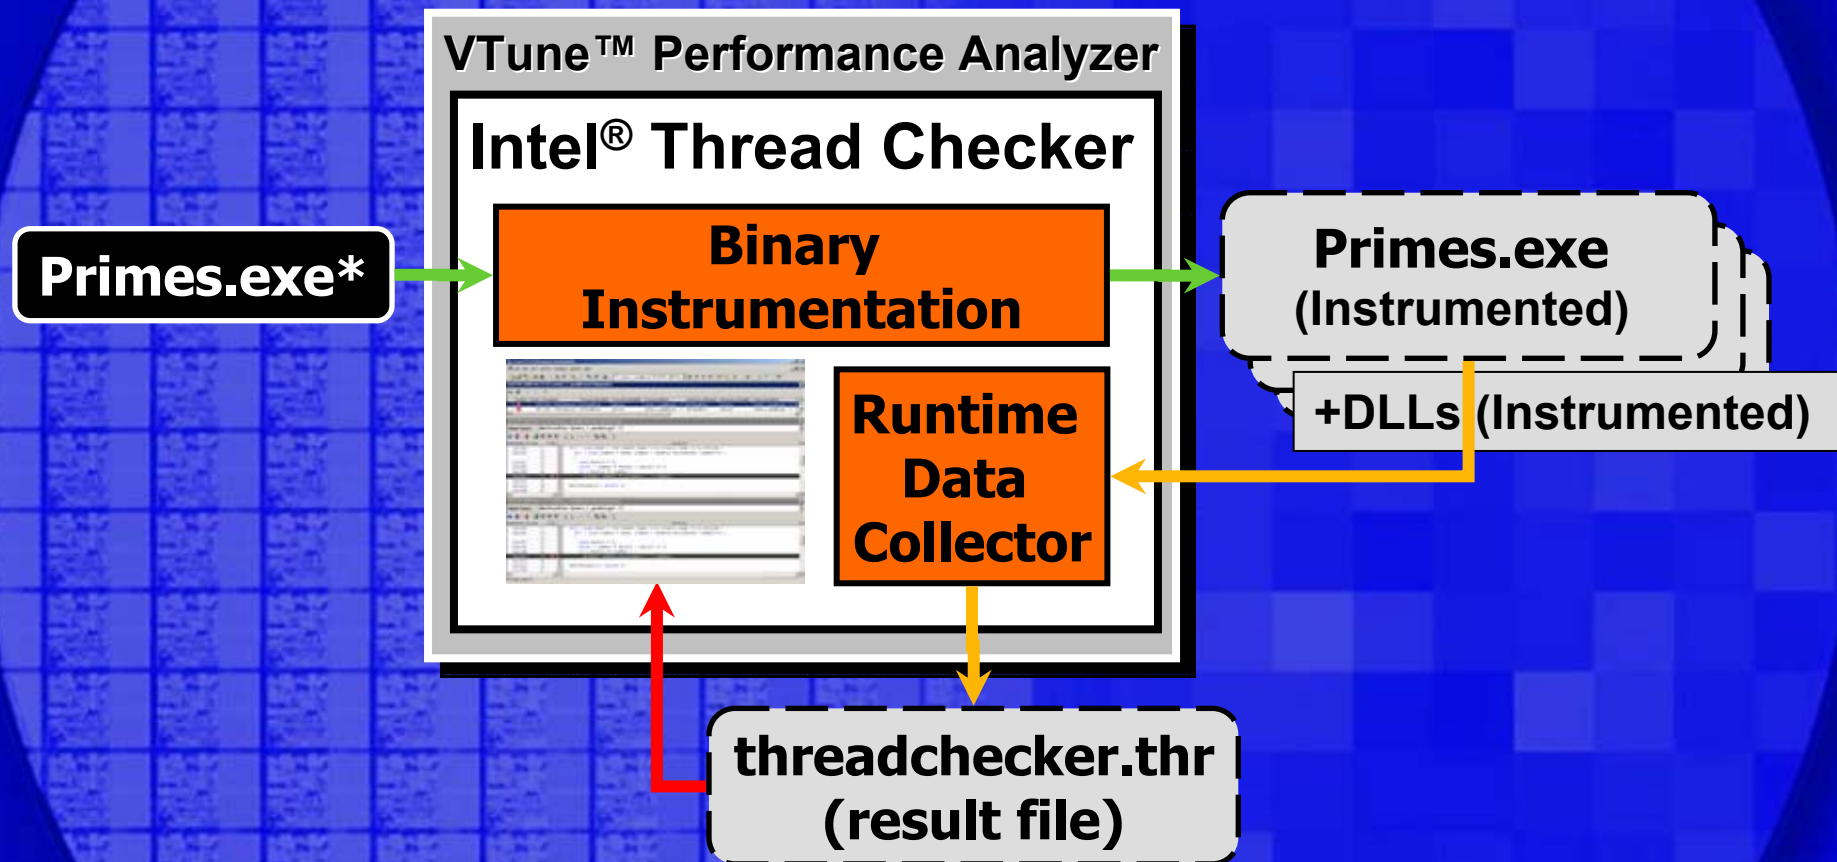 VTune™ Performance Analyzer
Intel® Thread Checker
Primes.exe*
Binary
Instrumentation
Primes.exe
(Instrumented)
+DLLs (Instrumented)
Runtime
Data
Collector
threadchecker.thr
(result file)